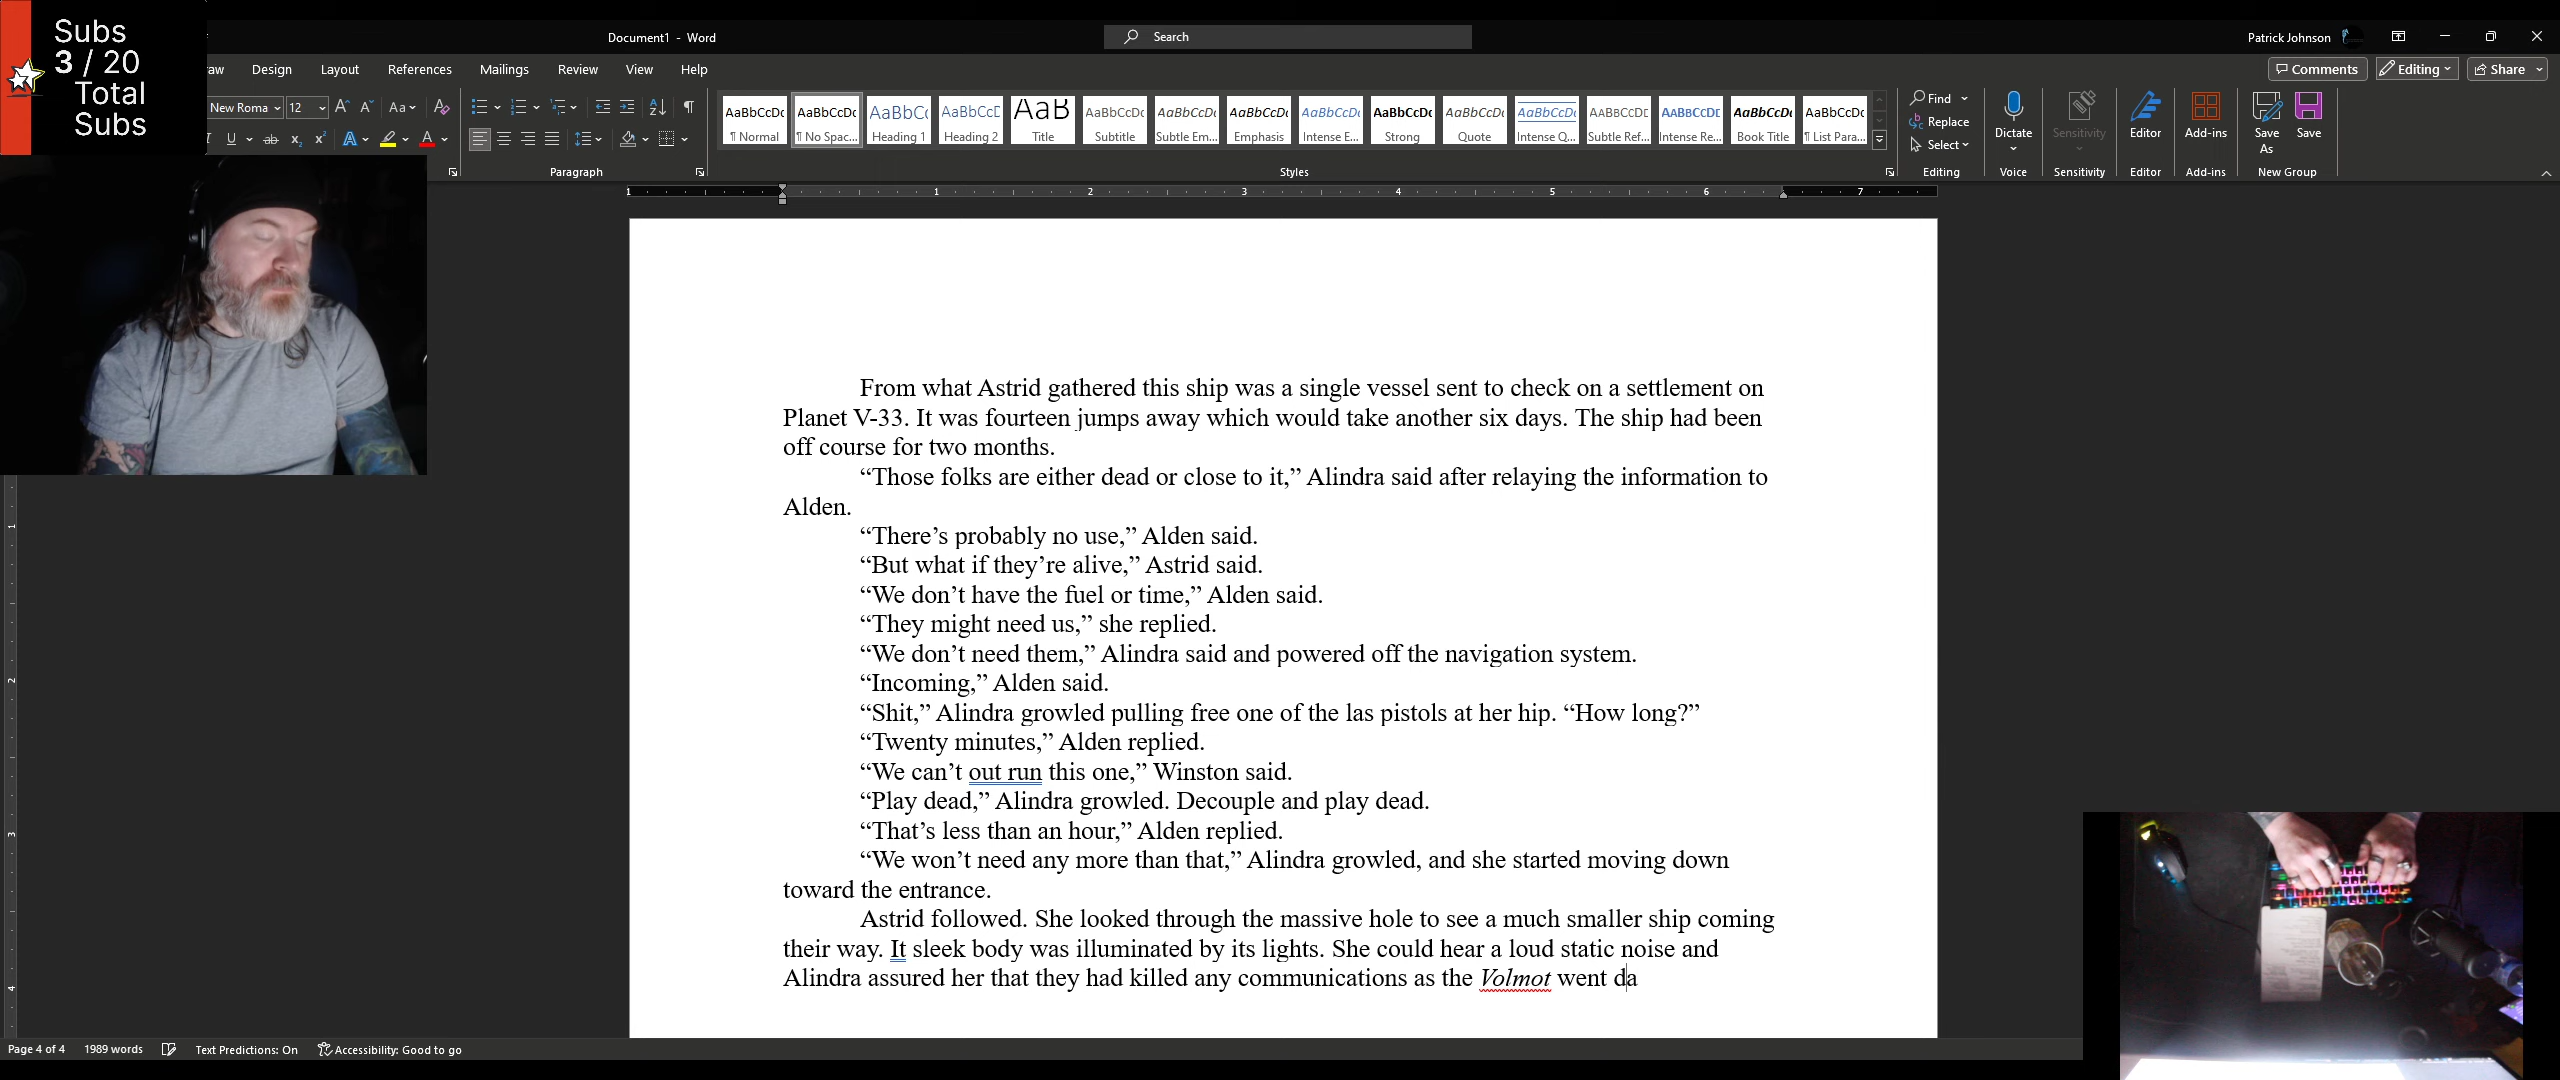 Subs
3 / 20
Total
Subs
Document1 - Word
Search
Patrick Johnson
aw Design Layout References Mailings Review View Help
Comments Editing Share
New Roma 12 Aa
AaBbCcDc AaBbCcDc AaBbC( AaBbCcD AaB AaBbCcDc AaBbCcDc AaBbCcDc AaBbCcDc AaBbCcDc AaBbCcDc AaBbCcDc AABBCCDE AABBCCDE AaBbCcDc AaBbCcDc
¶ Normal ¶ No Spac... Heading 1 Heading 2 Title Subtitle Subtle Em... Emphasis Intense E... Strong Quote Intense Q... Subtle Ref... Intense Re... Book Title ¶ List Para...
Find
Replace
Select
Dictate
Sensitivity
Editor
Add-ins
Save As
Save
Paragraph Styles Editing Voice Sensitivity Editor Add-ins New Group
1 1 2 3 4 5 6 7
From what Astrid gathered this ship was a single vessel sent to check on a settlement on
Planet V-33. It was fourteen jumps away which would take another six days. The ship had been
off course for two months.
“Those folks are either dead or close to it,” Alindra said after relaying the information to
Alden.
“There’s probably no use,” Alden said.
“But what if they’re alive,” Astrid said.
“We don’t have the fuel or time,” Alden said.
“They might need us,” she replied.
“We don’t need them,” Alindra said and powered off the navigation system.
“Incoming,” Alden said.
“Shit,” Alindra growled pulling free one of the las pistols at her hip. “How long?”
“Twenty minutes,” Alden replied.
“We can’t out run this one,” Winston said.
“Play dead,” Alindra growled. Decouple and play dead.
“That’s less than an hour,” Alden replied.
“We won’t need any more than that,” Alindra growled, and she started moving down
toward the entrance.
Astrid followed. She looked through the massive hole to see a much smaller ship coming
their way. It sleek body was illuminated by its lights. She could hear a loud static noise and
Alindra assured her that they had killed any communications as the Volmot went da
1
2
3
4
Page 4 of 4 1989 words Text Predictions: On Accessibility: Good to go